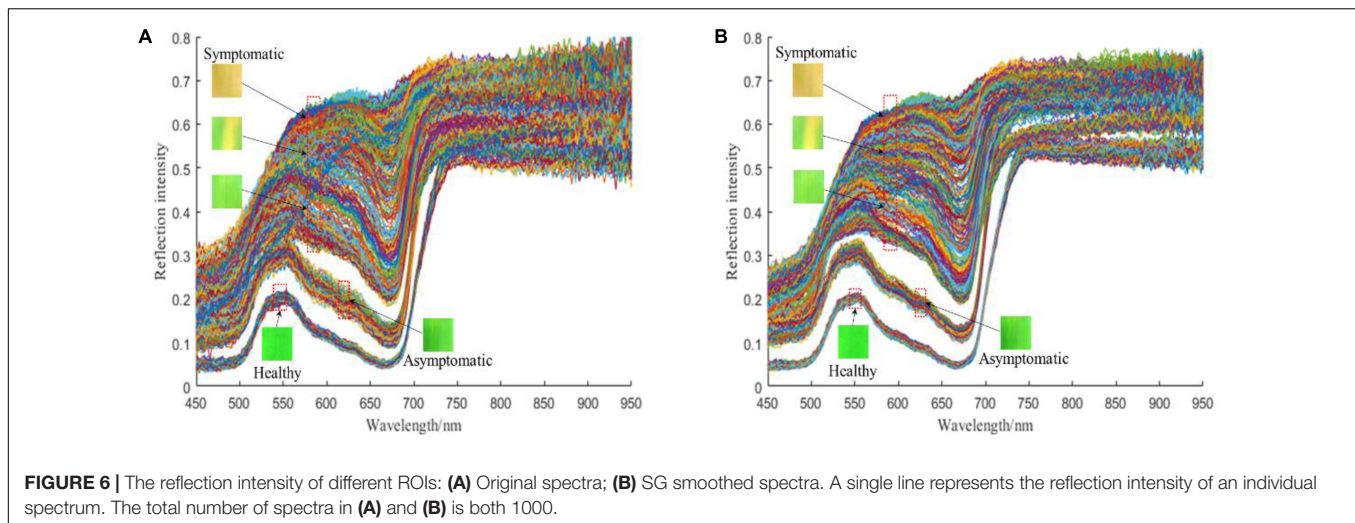 A
B
0.8
0.7
0.6
0.5
0.4
0.3
0.2
0.1
0
Reflection intensity
Symptomatic
Healthy
Asymptomatic
450 500 550 600 650 700 750 800 850 900 950
Wavelength/nm
0.8
0.7
0.6
0.5
0.4
0.3
0.2
0.1
0
Reflection intensity
Symptomatic
Healthy
Asymptomatic
450 500 550 600 650 700 750 800 850 900 950
Wavelength/nm
FIGURE 6 | The reflection intensity of different ROIs: (A) Original spectra; (B) SG smoothed spectra. A single line represents the reflection intensity of an individual
spectrum. The total number of spectra in (A) and (B) is both 1000.